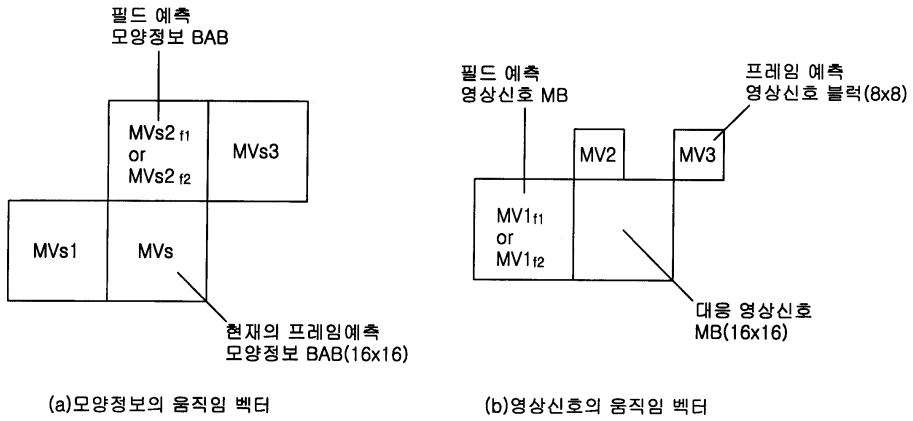 필드 예측
모양정보 BAB
MVs2 f1
or
MVs2 f2
MVs3
MVs1
MVs
현재의 프레임예측
모양정보 BAB(16x16)
(a)모양정보의 움직임 벡터
필드 예측
영상신호 MB
프레임 예측
영상신호 블럭(8x8)
MV2
MV3
MV1f1
or
MV1f2
대응 영상신호
MB(16x16)
(b)영상신호의 움직임 벡터